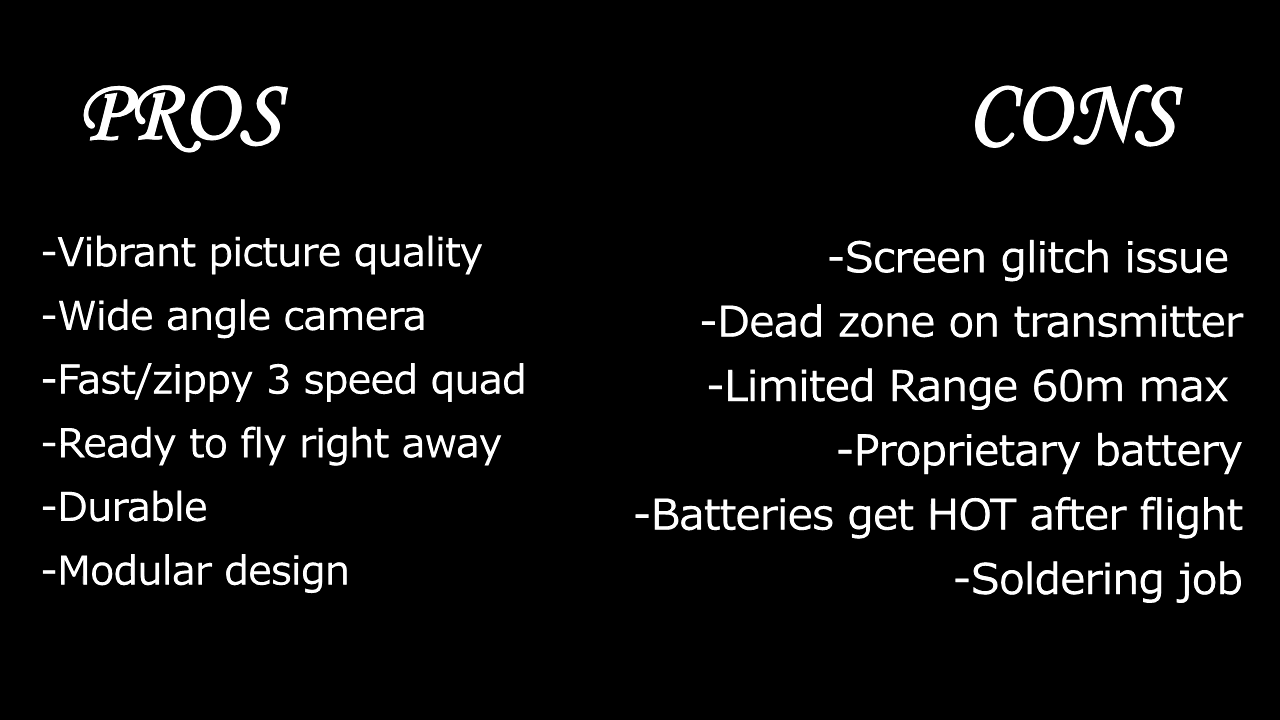 PROS
-Vibrant picture quality
-Wide angle camera
-Fast/zippy 3 speed quad
-Ready to fly right away
-Durable
-Modular design
CONS
-Screen glitch issue
-Dead zone on transmitter
-Limited Range 60m max
-Proprietary battery
-Batteries get HOT after flight
-Soldering job